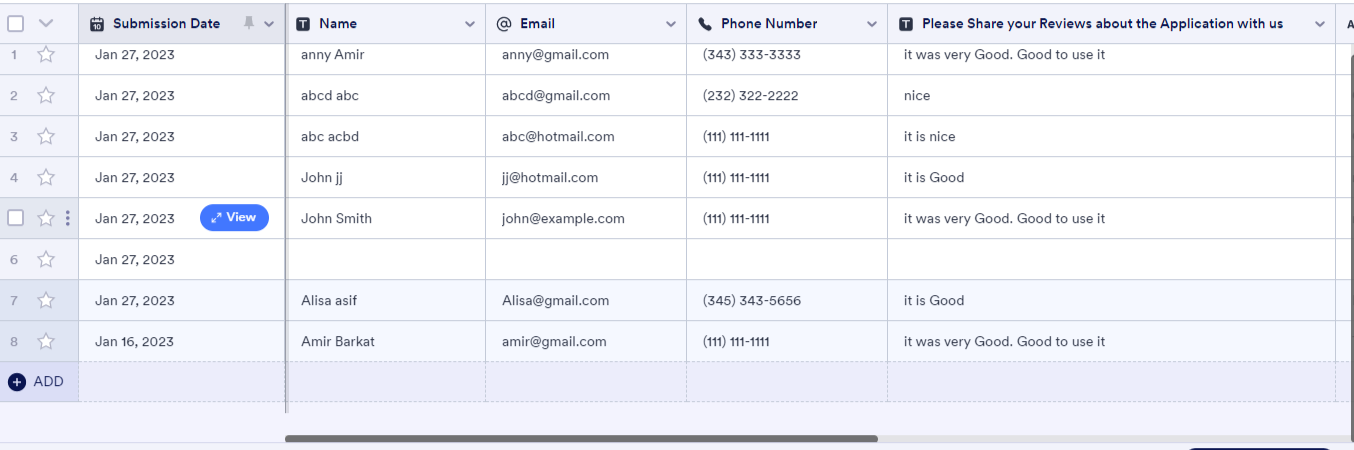 Submission Date Name Email Phone Number Please Share your Reviews about the Application with us
1 Jan 27, 2023 anny Amir anny@gmail.com (343) 333-3333 it was very Good. Good to use it
2 Jan 27, 2023 abcd abc abcd@gmail.com (232) 322-2222 nice
3 Jan 27, 2023 abc acbd abc@hotmail.com (111) 111-1111 it is nice
4 Jan 27, 2023 John jj jj@hotmail.com (111) 111-1111 it is Good
Jan 27, 2023 View John Smith john@example.com (111) 111-1111 it was very Good. Good to use it
6 Jan 27, 2023
7 Jan 27, 2023 Alisa asif Alisa@gmail.com (345) 343-5656 it is Good
8 Jan 16, 2023 Amir Barkat amir@gmail.com (111) 111-1111 it was very Good. Good to use it
ADD